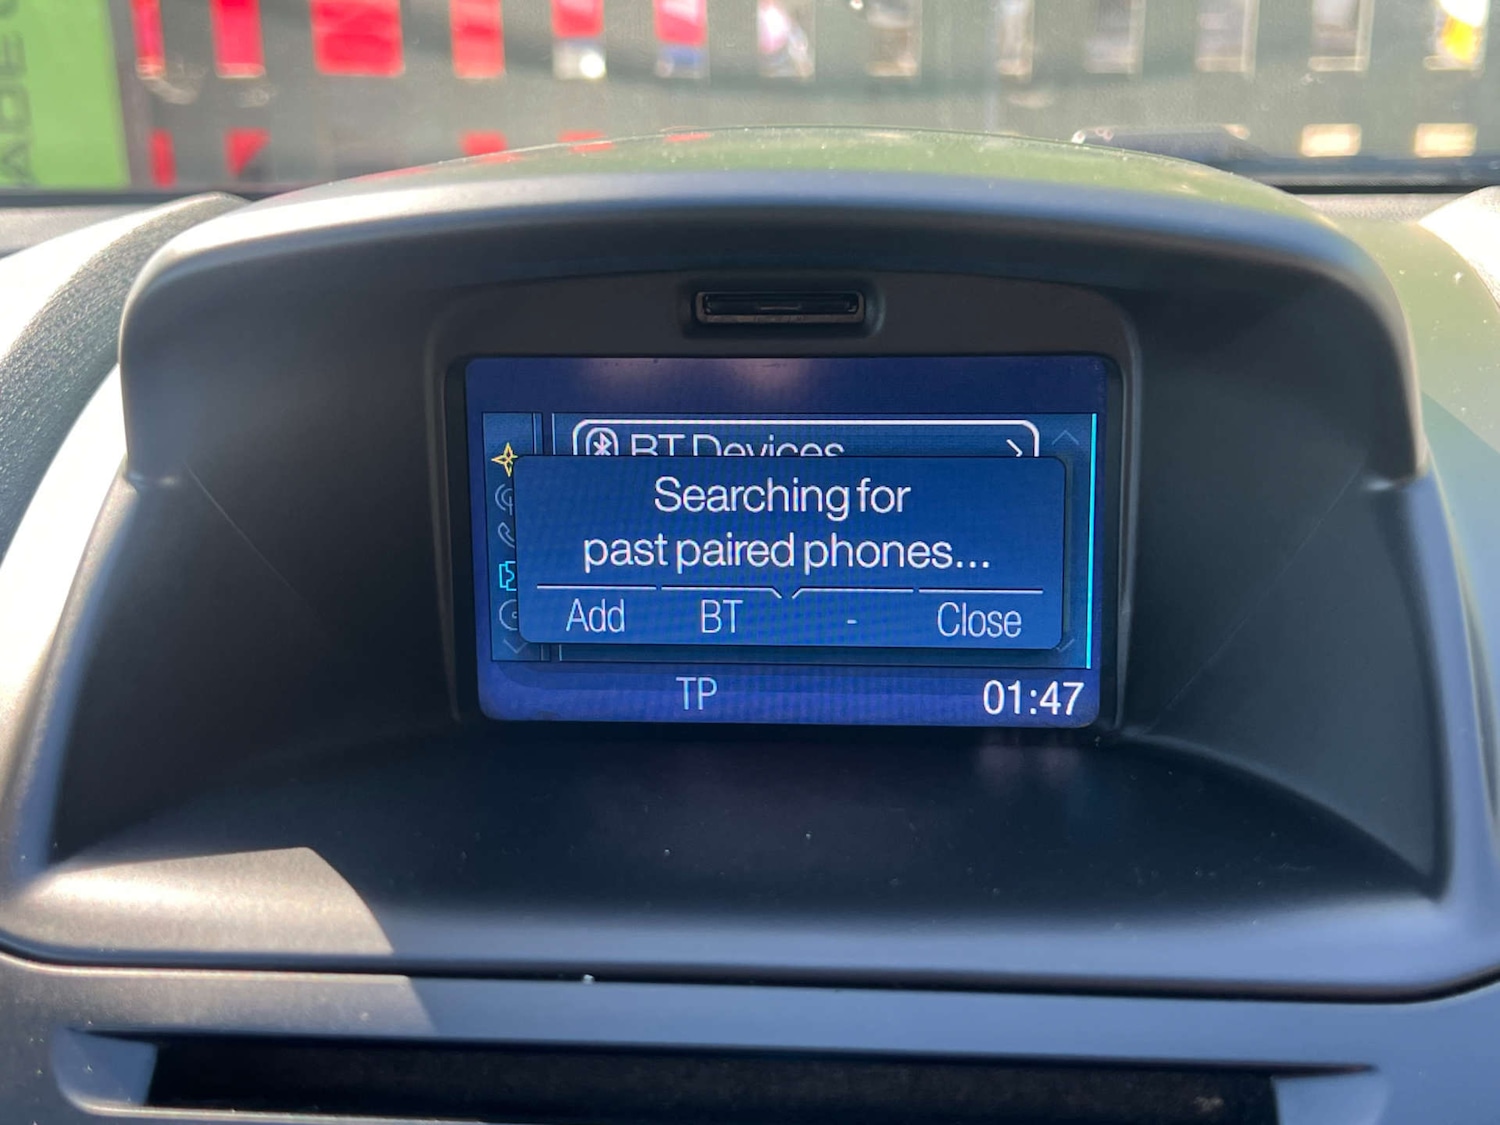 BT Devices
Searching for
past paired phones...
Add BT - Close
TP 01:47